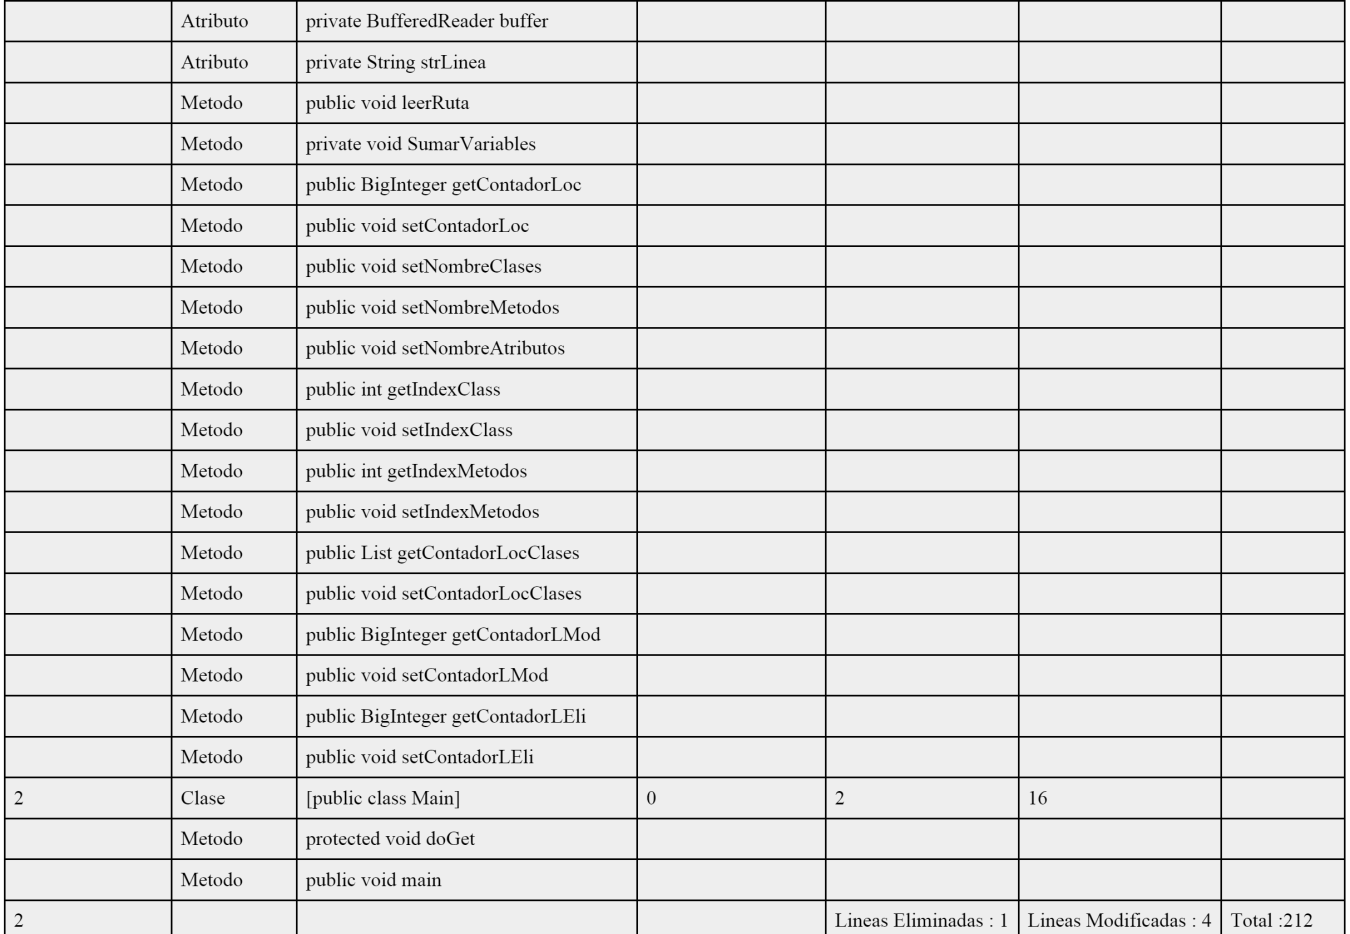 Atributo private BufferedReader buffer
Atributo private String strLinea
Metodo public void leerRuta
Metodo private void SumarVariables
Metodo public BigInteger getContadorLoc
Metodo public void setContadorLoc
Metodo public void setNombreClases
Metodo public void setNombreMetodos
Metodo public void setNombreAtributos
Metodo public int getIndexClass
Metodo public void setIndexClass
Metodo public int getIndexMetodos
Metodo public void setIndexMetodos
Metodo public List getContadorLocClases
Metodo public void setContadorLocClases
Metodo public BigInteger getContadorLMod
Metodo public void setContadorLMod
Metodo public BigInteger getContadorLEli
Metodo public void setContadorLEli
2 Clase [public class Main] 0 2 16
Metodo protected void doGet
Metodo public void main
2 Lineas Eliminadas : 1 Lineas Modificadas : 4 Total :212